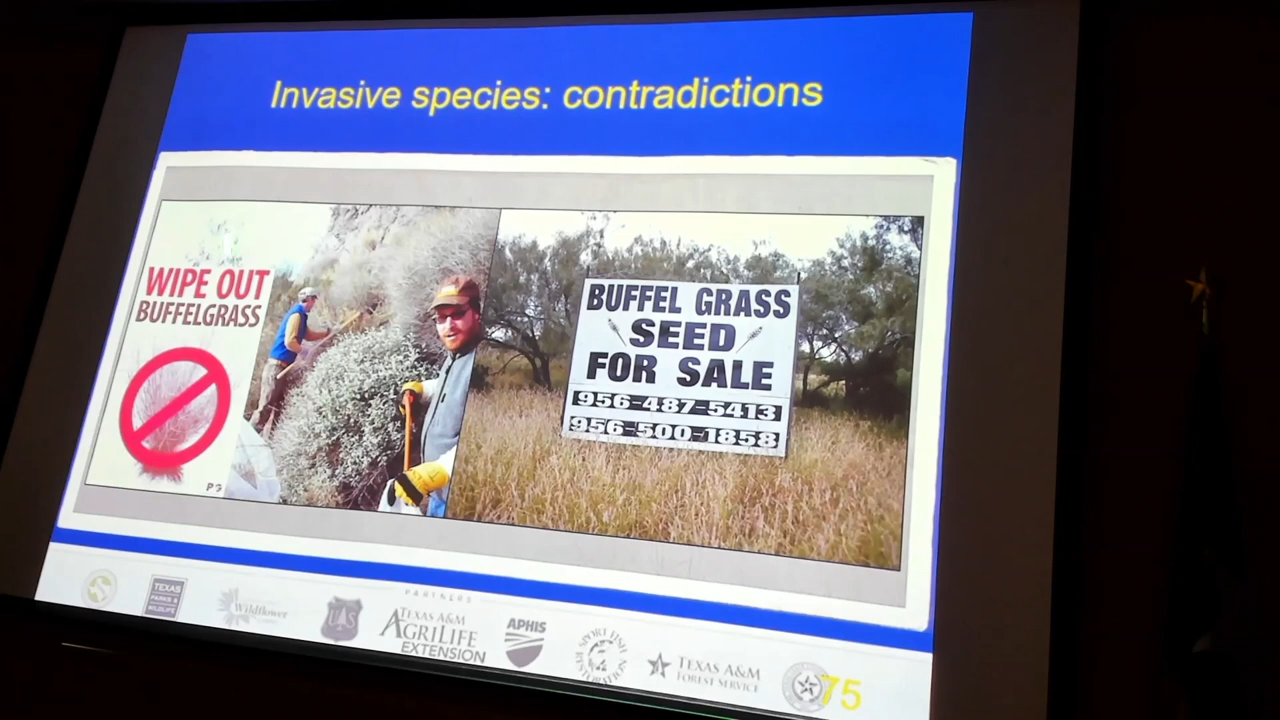 Invasive species: contradictions
WIPE OUT
BUFFELGRASS
BUFFEL GRASS
SEED
FOR SALE
956-487-5413
956-500-1858
PARTNERS
TEXAS
PARKS &
WILDLIFE
Wildflower
UAS
TEXAS A&M
AGRILIFE
EXTENSION
APHIS
SPORT FISH
RESTORATION
TEXAS A&M
FOREST SERVICE
75